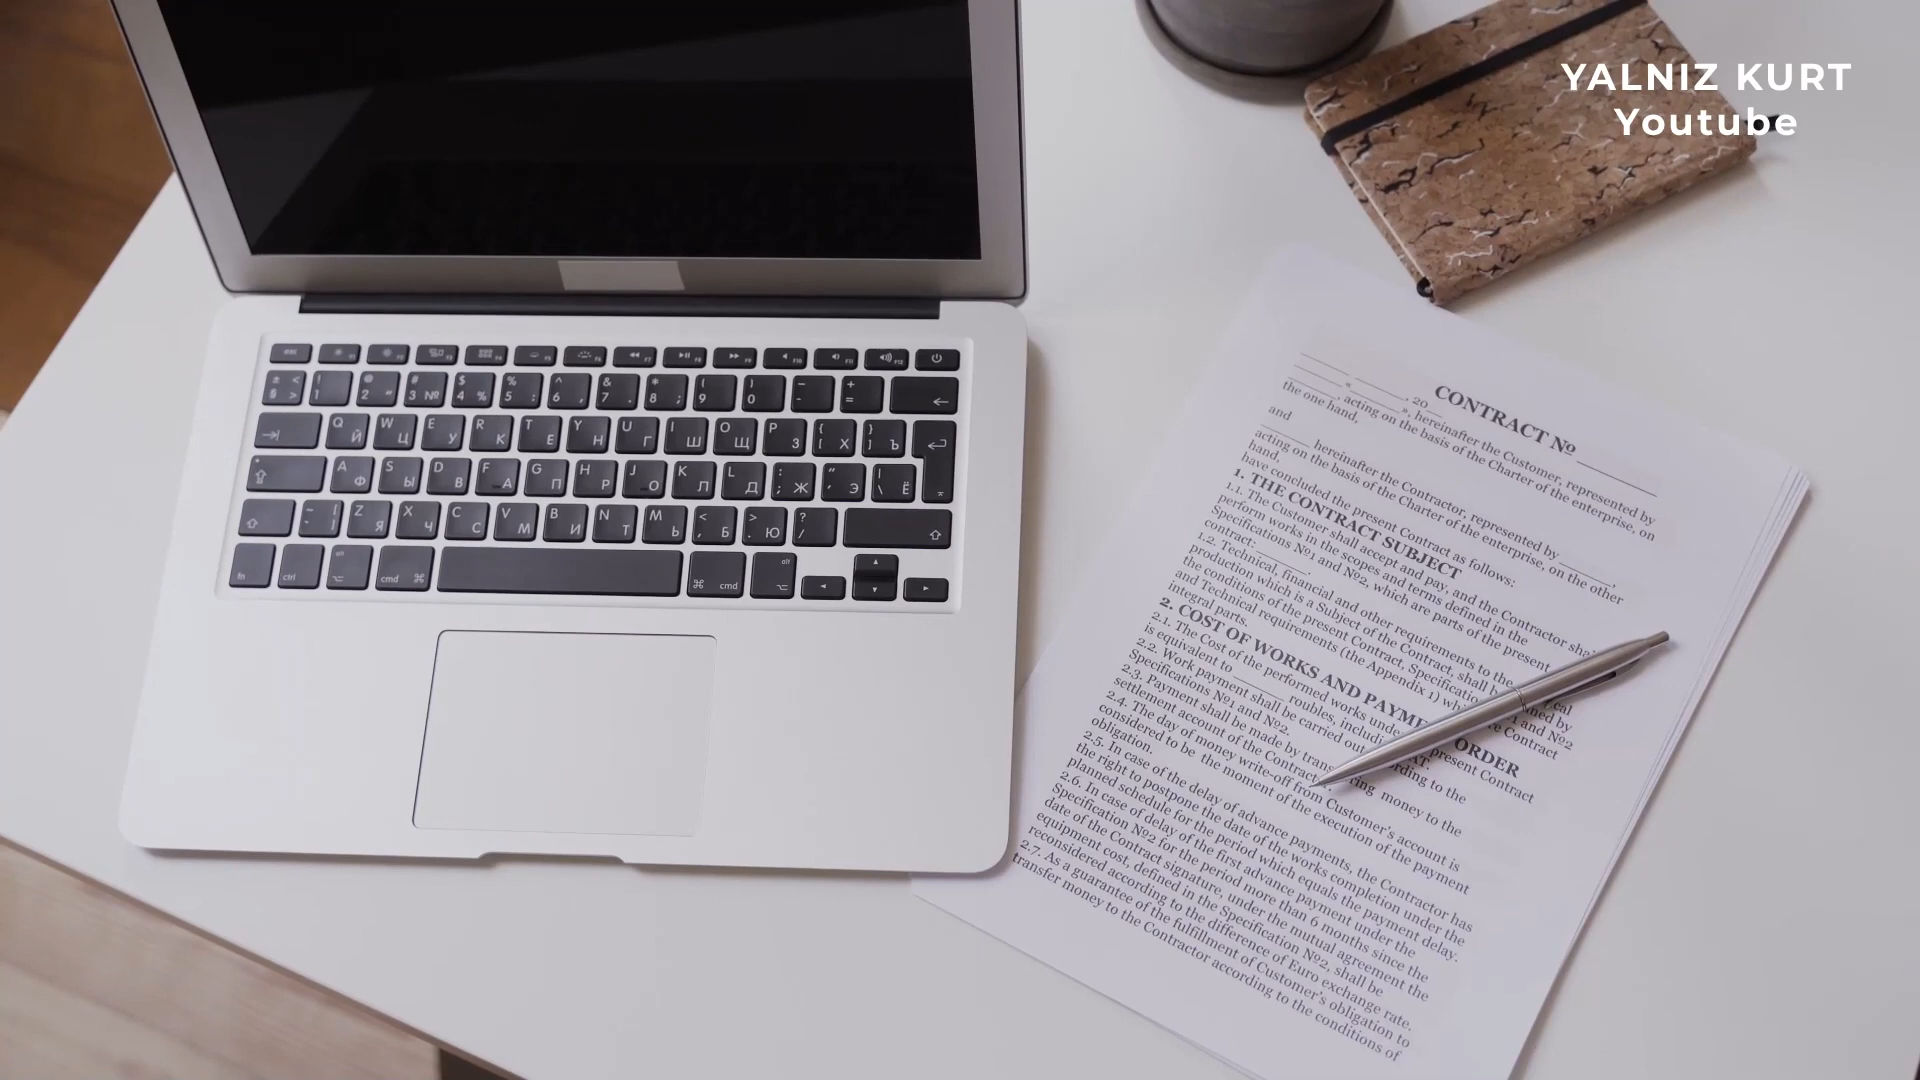 YALNIZ KURT
Youtube
CONTRACT №
, 20
«
», hereinafter the Customer, represented by
, acting on the basis of the Charter of the enterprise, on
the one hand,
and
hereinafter the Contractor, represented by
acting on the basis of the Charter of the enterprise, on the other
hand,
have concluded the present Contract as follows:
1. THE CONTRACT SUBJECT
1.1. The Customer shall accept and pay, and the Contractor shall
perform works in the scopes and terms defined in the
Specifications №1 and №2, which are parts of the present
contract:
1.2. Technical, financial and other requirements to the
production which is a Subject of the Contract, shall b
the conditions of the present Contract, Specificatio
and Technical requirements (the Appendix 1) whi
integral parts.
2. COST OF WORKS AND PAYME ORDER
2.1. The Cost of the performed works unde present Contract
is equivalent to roubles, includi
2.2. Work payment shall be carried out rding to the
Specifications №1 and №2.
2.3. Payment shall be made by trans ring money to the
settlement account of the Contract
2.4. The day of money write-off from Customer's account is
considered to be the moment of the execution of the payment
obligation.
2.5. In case of the delay of advance payments, the Contractor has
the right to postpone the date of the works completion under the
planned schedule for the period which equals the payment delay.
2.6. In case of delay of the first advance payment under the
Specification №2 for the period more than 6 months since the
date of the Contract signature, under the mutual agreement the
equipment cost, defined in the Specification №2, shall be
reconsidered according to the difference of Euro exchange rate.
2.7. As a guarantee of the fulfillment of Customer's obligation to
transfer money to the Contractor according to the conditions of